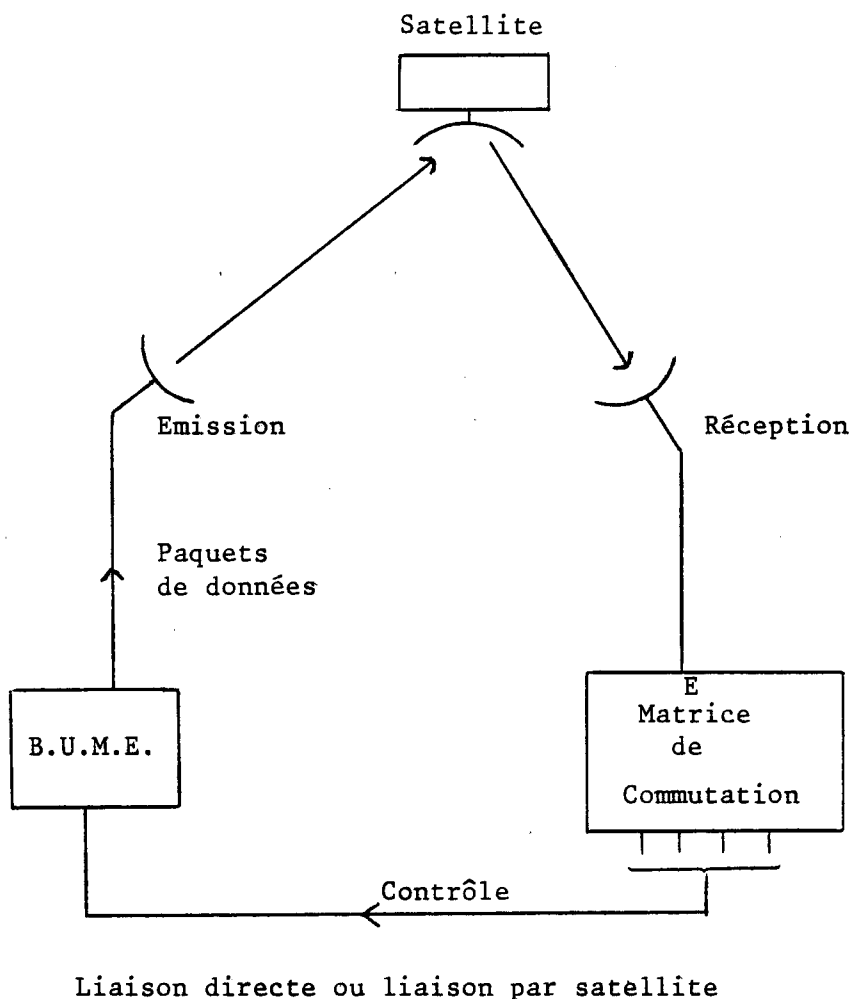 Satellite
Emission
Réception
Paquets
de données
B.U.M.E.
E
Matrice
de
Commutation
Contrôle
Liaison directe ou liaison par satellite